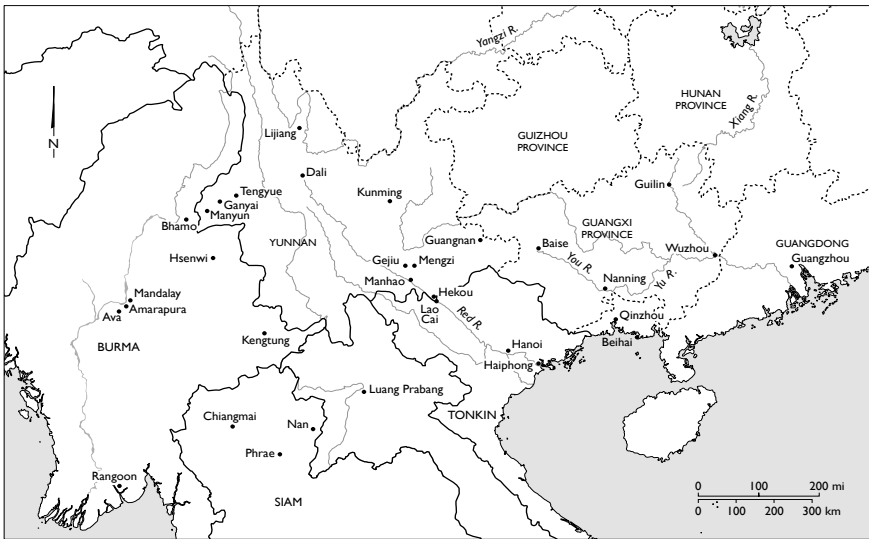 Yangzi R.
HUNAN
PROVINCE
Xiang R.
N
Lijiang
GUIZHOU
PROVINCE
Dali
Guilin
Tengyue
Kunming
Ganyai
Manyun
Bhamo
GUANGXI
PROVINCE
YUNNAN
Guangnan
Baise
Wuzhou
GUANGDONG
Hsenwi
Gejiu
Mengzi
You R.
Guangzhou
Manhao
Nanning
Yu R.
Mandalay
Hekou
Amarapura
Lao
Cai
Red R.
Qinzhou
Ava
Beihai
BURMA
Kengtung
Hanoi
Haiphong
Luang Prabang
Chiangmai
Nan
TONKIN
Phrae
Rangoon
SIAM
0 100 200 mi
0 100 200 300 km